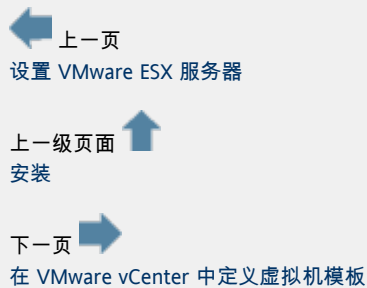 上一页
设置 VMware ESX 服务器
上一级页面
安装
下一页
在 VMware vCenter 中定义虚拟机模板